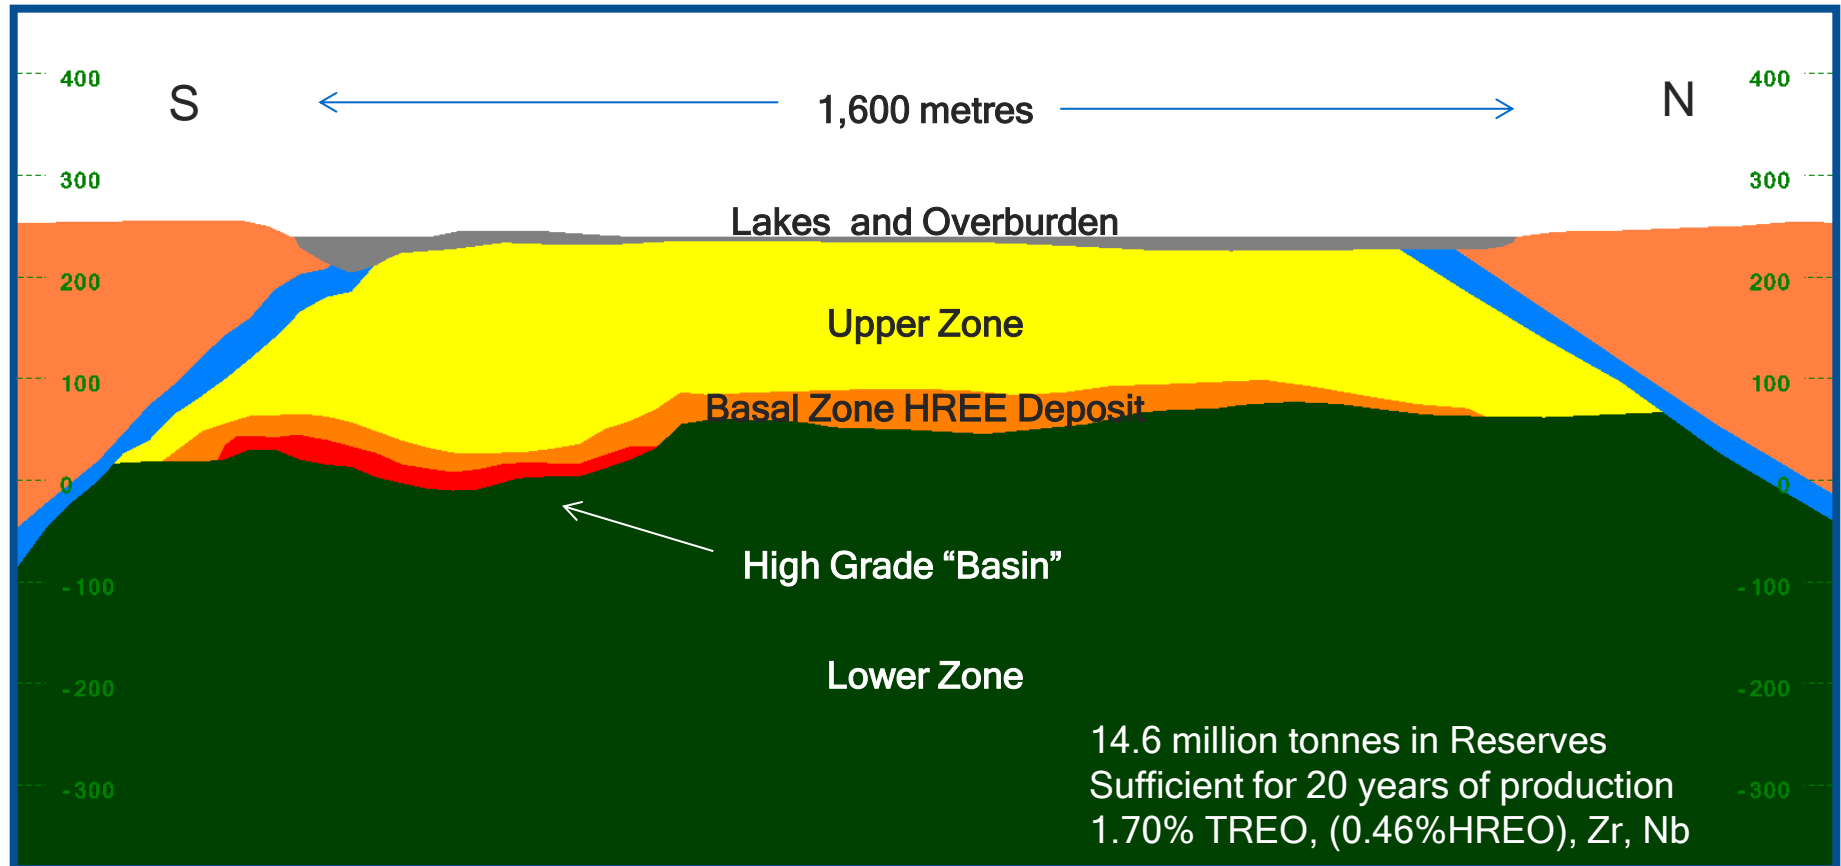 400 400
S 1,600 metres N
300 300
Lakes and Overburden
200 200
Upper Zone
100 100
Basal Zone HREE Deposit
0 0
High Grade “Basin”
-100 -100
Lower Zone
-200 -200
14.6 million tonnes in Reserves
Sufficient for 20 years of production
-300 -300
1.70% TREO, (0.46%HREO), Zr, Nb